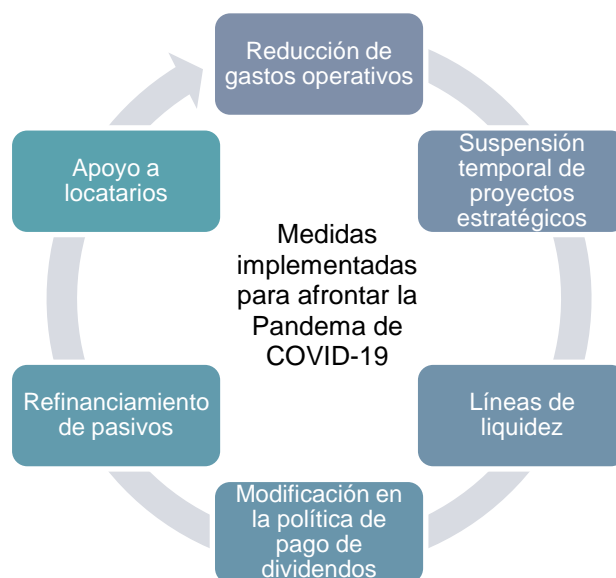 Reducción de
gastos operativos
Suspensión
temporal de
proyectos
estratégicos
Líneas de
liquidez
Modificación en
la política de
pago de
dividendos
Refinanciamiento
de pasivos
Apoyo a
locatarios
Medidas
implementadas
para afrontar la
Pandema de
COVID-19